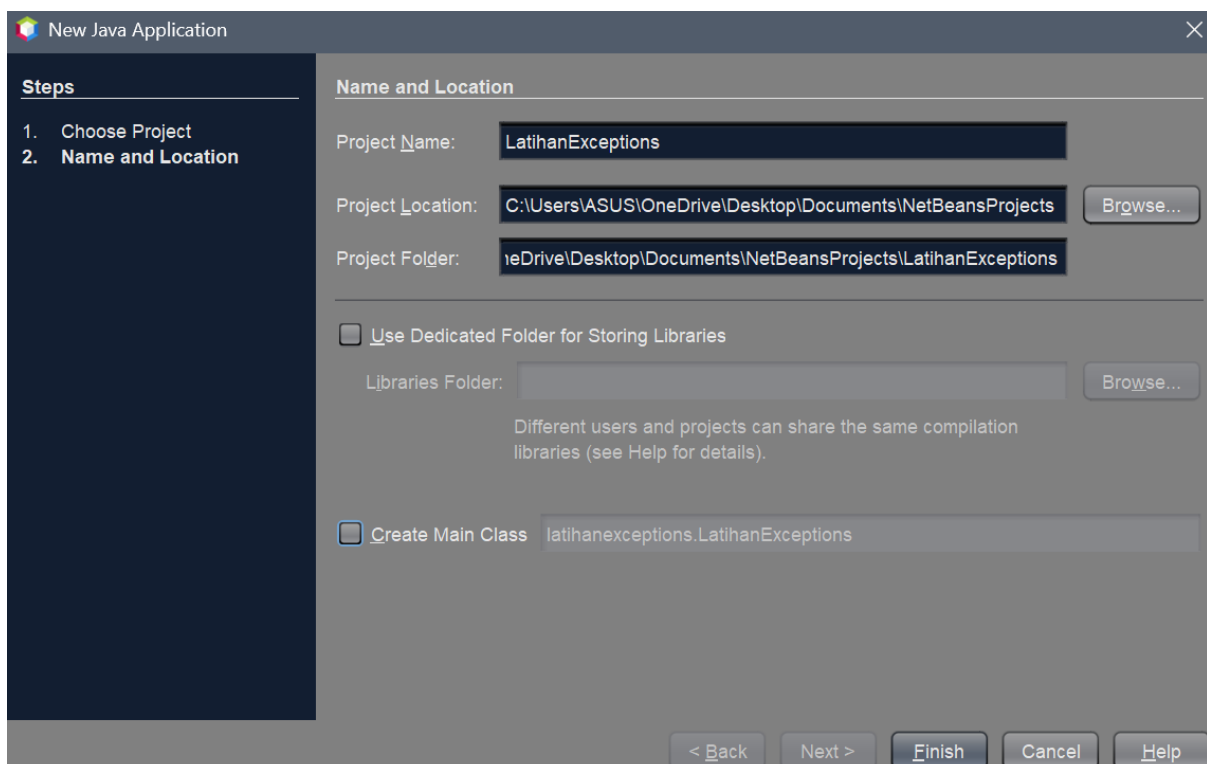 New Java Application
Steps
1. Choose Project
2. Name and Location
Name and Location
Project Name: LatihanExceptions
Project Location: C:\Users\ASUS\OneDrive\Desktop\Documents\NetBeansProjects Browse...
Project Folder: neDrive\Desktop\Documents\NetBeansProjects\LatihanExceptions
Use Dedicated Folder for Storing Libraries
Libraries Folder: Browse...
Different users and projects can share the same compilation
libraries (see Help for details).
Create Main Class latihanexceptions.LatihanExceptions
< Back Next > Finish Cancel Help